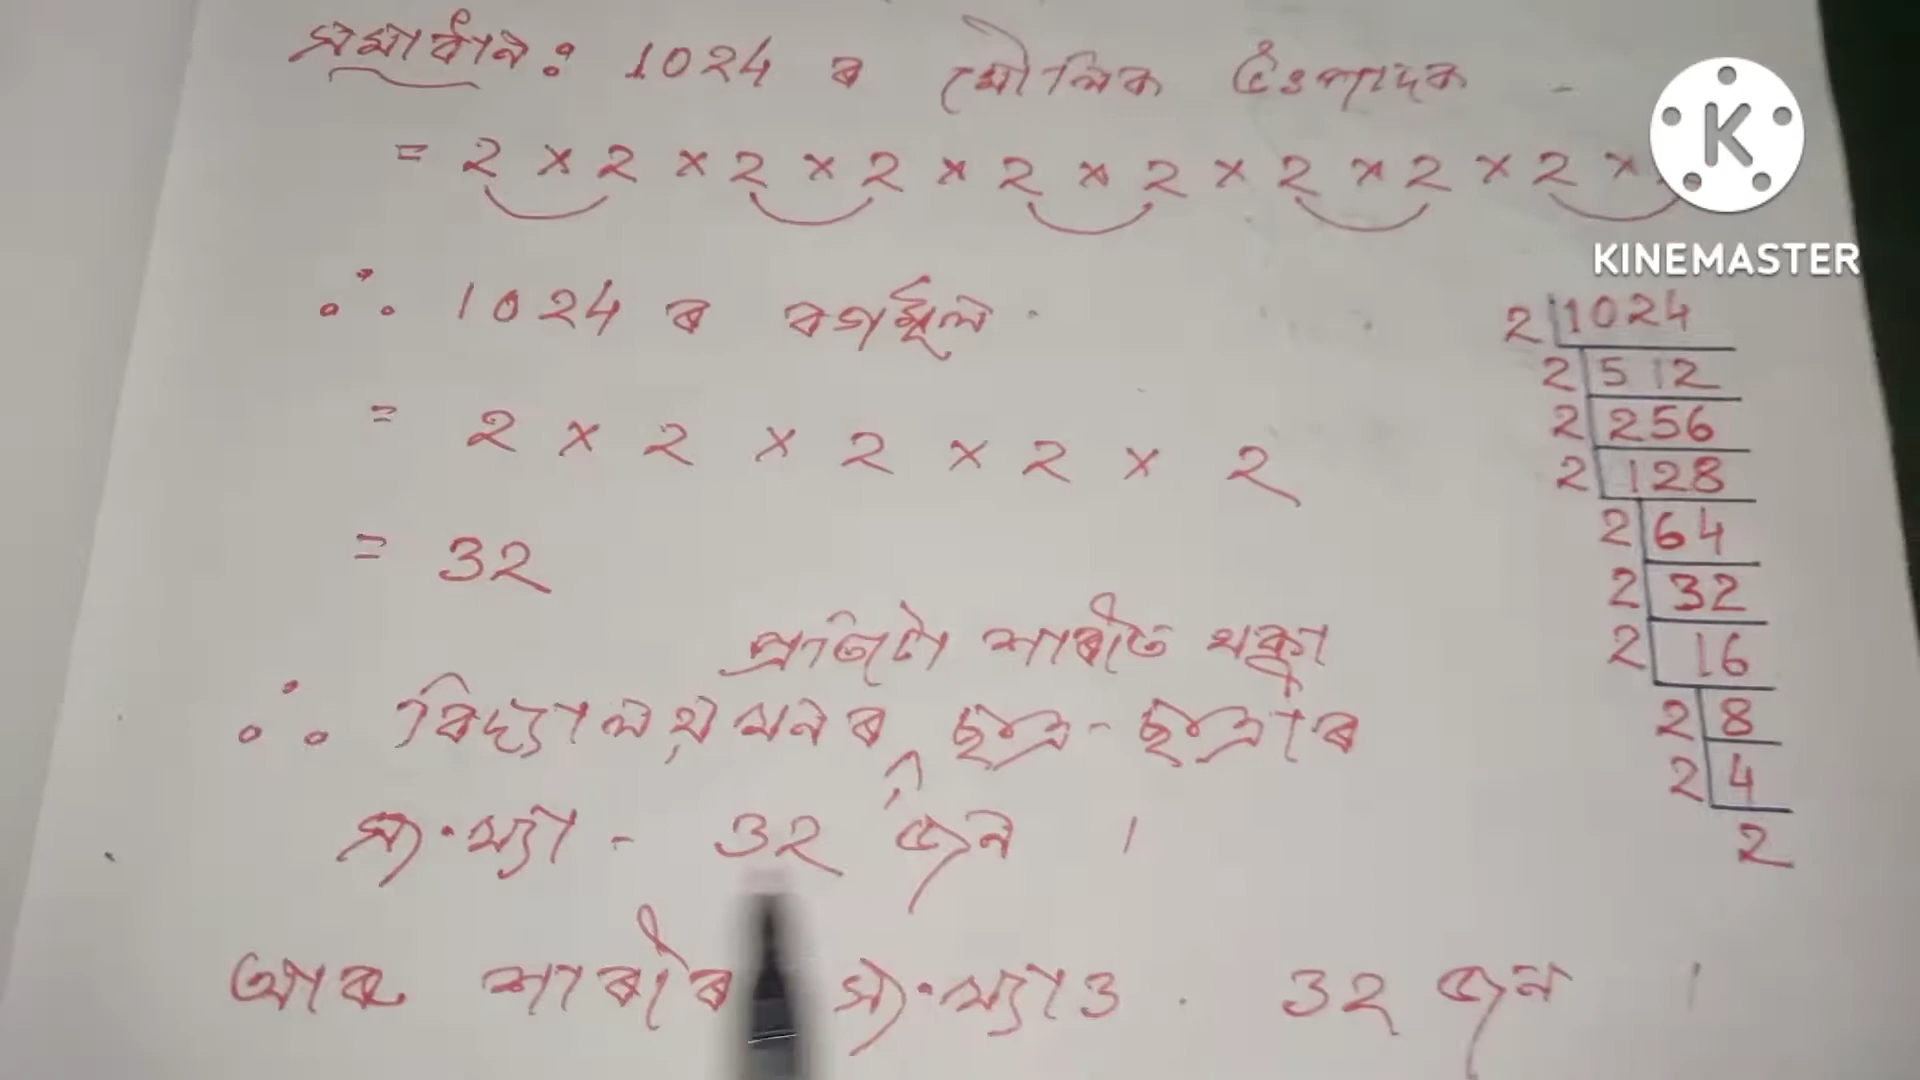 সমাধান: 1024 ৰ মৌলিক উৎপাদক -
= 2 × 2 × 2 × 2 × 2 × 2 × 2 × 2 × 2 ×
K
KINEMASTER
∴ 1024 ৰ বৰ্গমূল
= 2 × 2 × 2 × 2 × 2
= 32
প্ৰতিটো শাৰীত থকা
∴ বিদ্যালয়খনৰ ছাত্ৰ-ছাত্ৰীৰ
সংখ্যা - 32 জন ।
আৰু শাৰীৰ সংখ্যাও 32 জন ।
2 | 1024
2 | 512
2 | 256
2 | 128
2 | 64
2 | 32
2 | 16
2 | 8
2 | 4
2